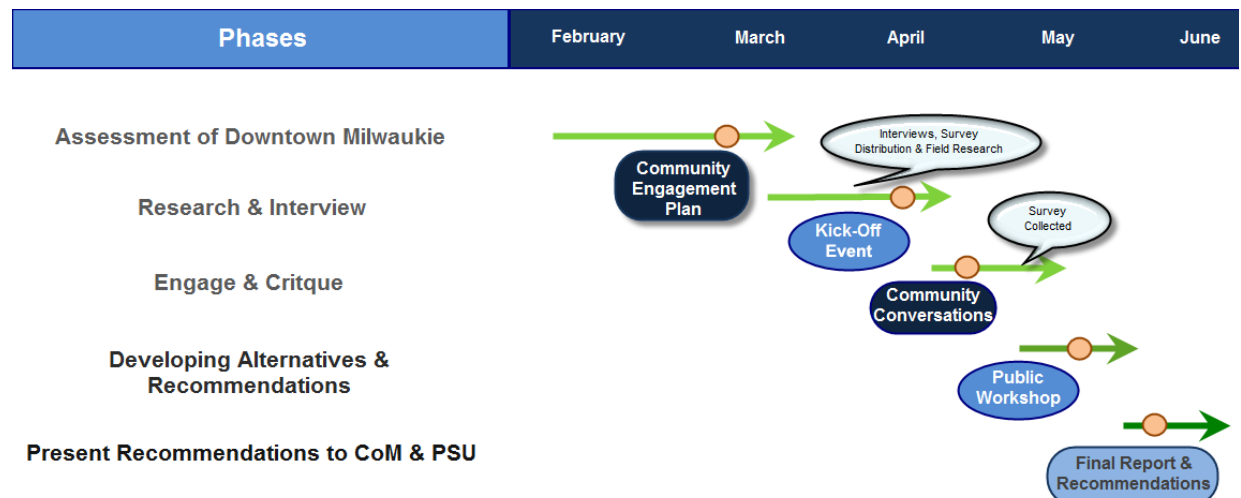 Phases
February March April May June
Assessment of Downtown Milwaukie
Interviews, Survey
Distribution & Field Research
Community
Engagement
Plan
Research & Interview
Survey
Collected
Kick-Off
Event
Engage & Critque
Community
Conversations
Developing Alternatives &
Recommendations
Public
Workshop
Present Recommendations to CoM & PSU
Final Report &
Recommendations